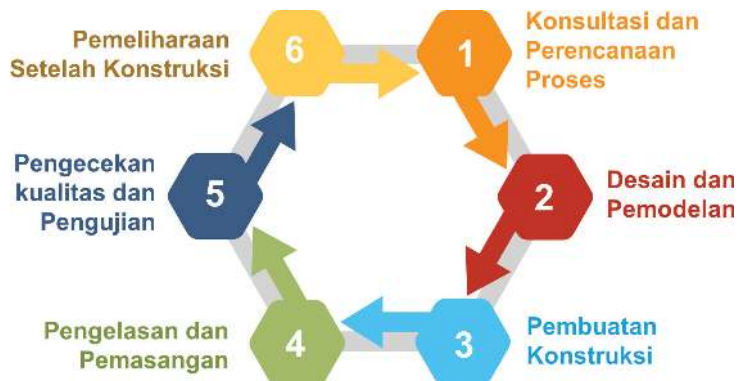 1
Konsultasi dan
Perencanaan
Proses
2
Desain dan
Pemodelan
3
Pembuatan
Konstruksi
4
Pengelasan dan
Pemasangan
5
Pengecekan
kualitas dan
Pengujian
6
Pemeliharaan
Setelah Konstruksi